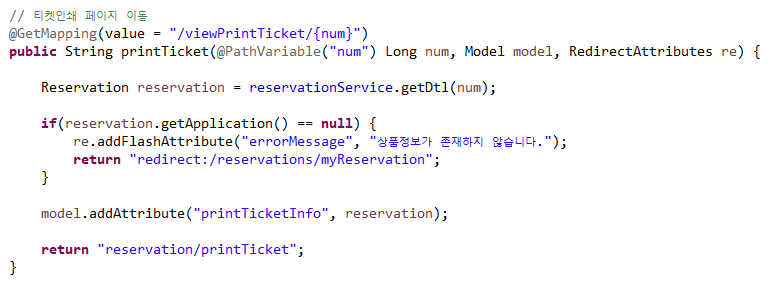 // 티켓인쇄 페이지 이동
@GetMapping(value = "/viewPrintTicket/{num}")
public String printTicket(@PathVariable("num") Long num, Model model, RedirectAttributes re) {
Reservation reservation = reservationService.getDtl(num);
if(reservation.getApplication() == null) {
re.addFlashAttribute("errorMessage", "상품정보가 존재하지 않습니다.");
return "redirect:/reservations/myReservation";
}
model.addAttribute("printTicketInfo", reservation);
return "reservation/printTicket";
}